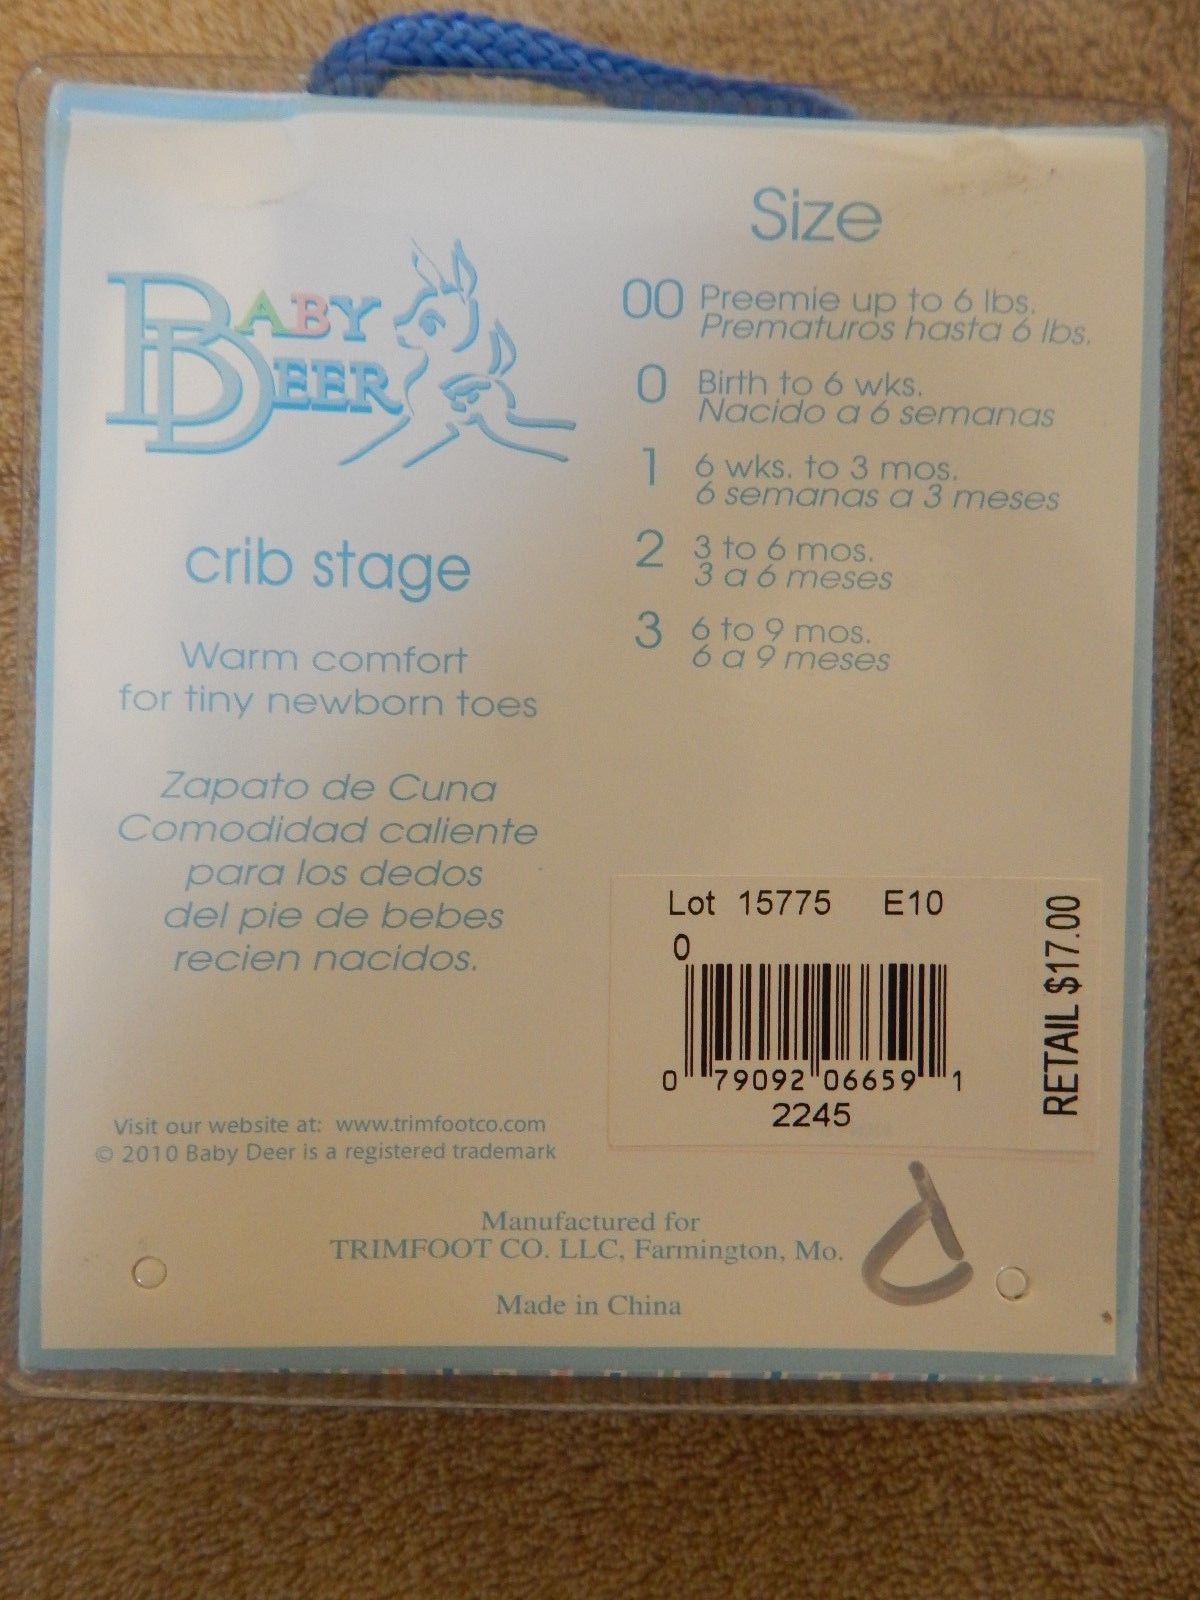 BABY
DEER
crib stage
Warm comfort
for tiny newborn toes
Zapato de Cuna
Comodidad caliente
para los dedos
del pie de bebes
recien nacidos.
Visit our website at: www.trimfootco.com
© 2010 Baby Deer is a registered trademark
Size
00 Preemie up to 6 lbs.
Prematuros hasta 6 lbs.
0 Birth to 6 wks.
Nacido a 6 semanas
1 6 wks. to 3 mos.
6 semanas a 3 meses
2 3 to 6 mos.
3 a 6 meses
3 6 to 9 mos.
6 a 9 meses
Lot 15775 E10
0
0 79092 06659 1
2245
RETAIL $17.00
Manufactured for
TRIMFOOT CO. LLC, Farmington, Mo.
Made in China